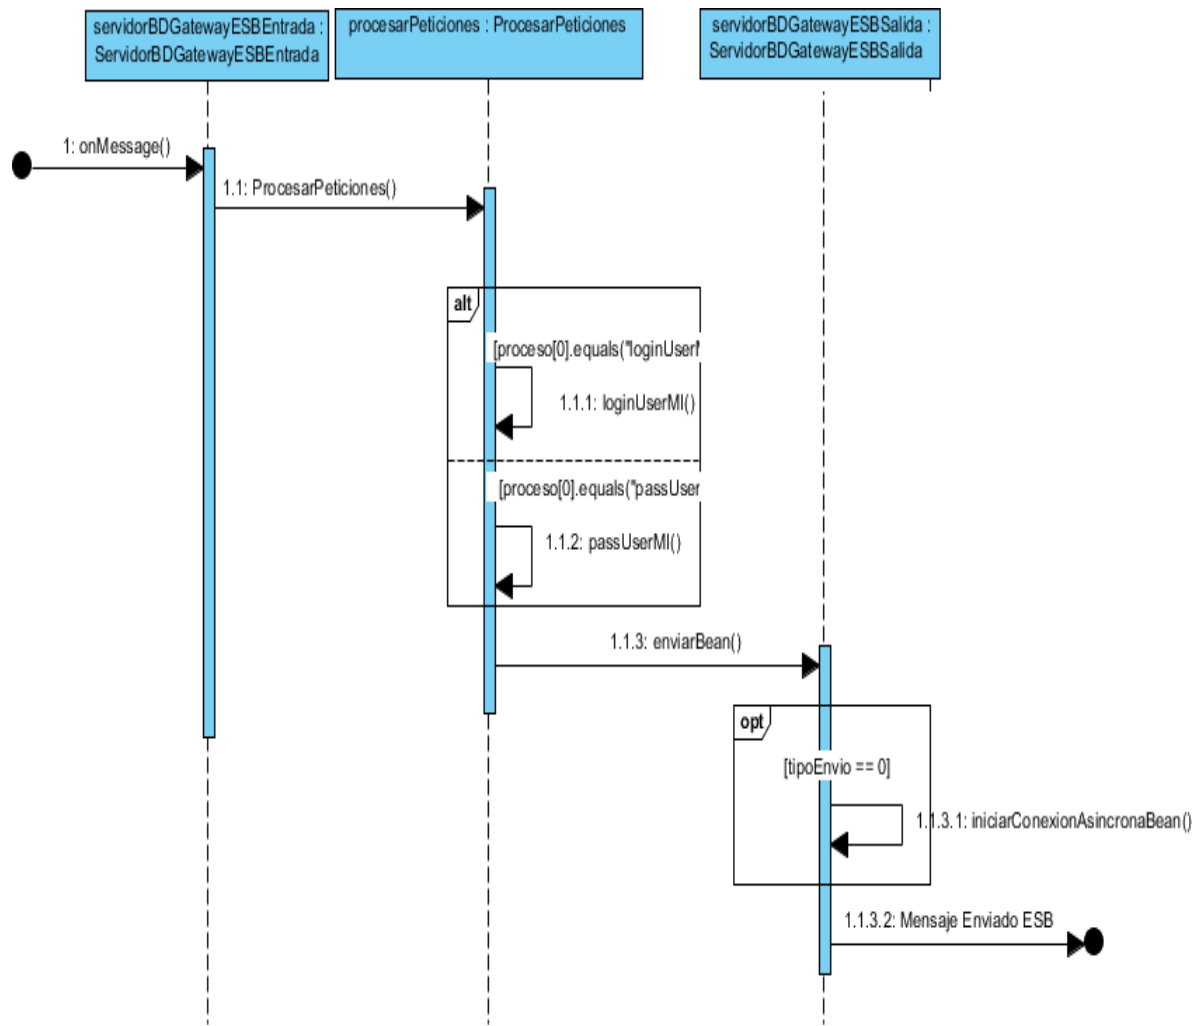 servidorBDGatewayESBEntrada :
ServidorBDGatewayESBEntrada
procesarPeticiones : ProcesarPeticiones
servidorBDGatewayESBSalida :
ServidorBDGatewayESBSalida
1: onMessage()
1.1: ProcesarPeticiones()
alt
[proceso[0].equals("loginUserM
1.1.1: loginUserMI()
[proceso[0].equals("passUser
1.1.2: passUserMI()
1.1.3: enviarBean()
opt
[tipoEnvio == 0]
1.1.3.1: iniciarConexionAsincronaBean()
1.1.3.2: Mensaje Enviado ESB